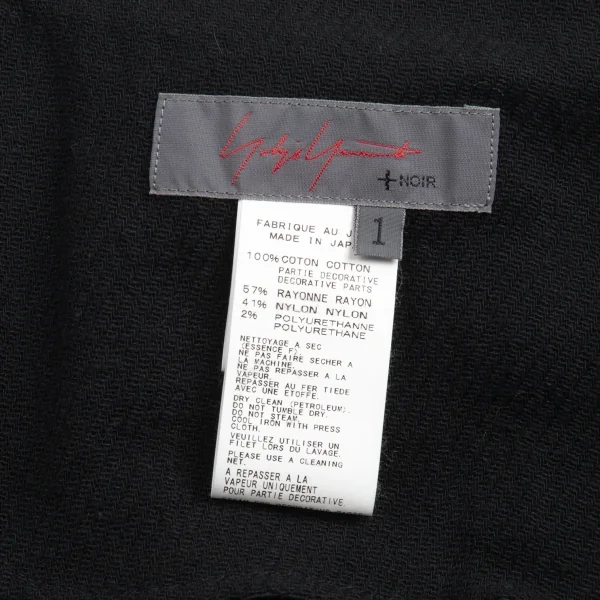 Yohji Yamamoto
+NOIR
1
FABRIQUE AU J
MADE IN JAP
100% COTON COTTON
PARTIE DECORATIVE
DECORATIVE PARTS
57% RAYONNE RAYON
41% NYLON NYLON
2% POLYURETHANNE
POLYURETHANE
NETTOYAGE A SEC
(ESSENCE F).
NE PAS FAIRE SECHER A
LA MACHINE.
NE PAS REPASSER A LA
VAPEUR.
REPASSER AU FER TIEDE
AVEC UNE ETOFFE.
DRY CLEAN (PETROLEUM).
DO NOT TUMBLE DRY.
DO NOT STEAM.
COOL IRON WITH PRESS
CLOTH.
VEUILLEZ UTILISER UN
FILET LORS DU LAVAGE.
PLEASE USE A CLEANING
NET.
A REPASSER A LA
VAPEUR UNIQUEMENT
POUR PARTIE DECORATIVE